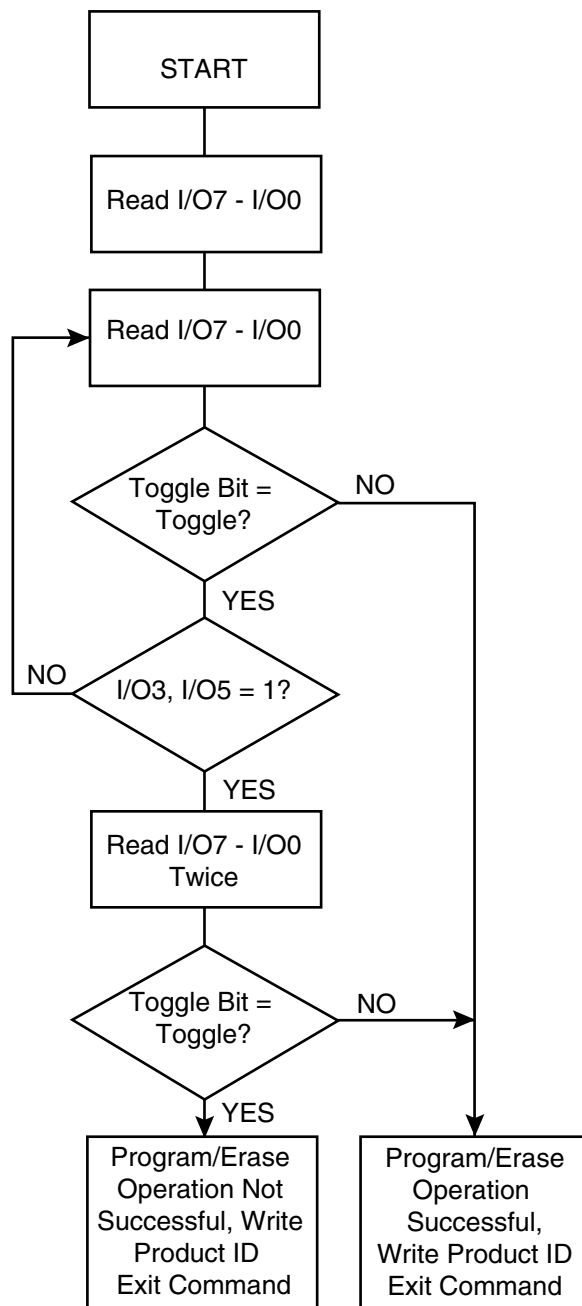 START
Read I/O7 - I/O0
Read I/O7 - I/O0
Toggle Bit =
Toggle?
NO
YES
NO
I/O3, I/O5 = 1?
YES
Read I/O7 - I/O0
Twice
Toggle Bit =
Toggle?
NO
YES
Program/Erase
Operation Not
Successful, Write
Product ID
Exit Command
Program/Erase
Operation
Successful,
Write Product ID
Exit Command